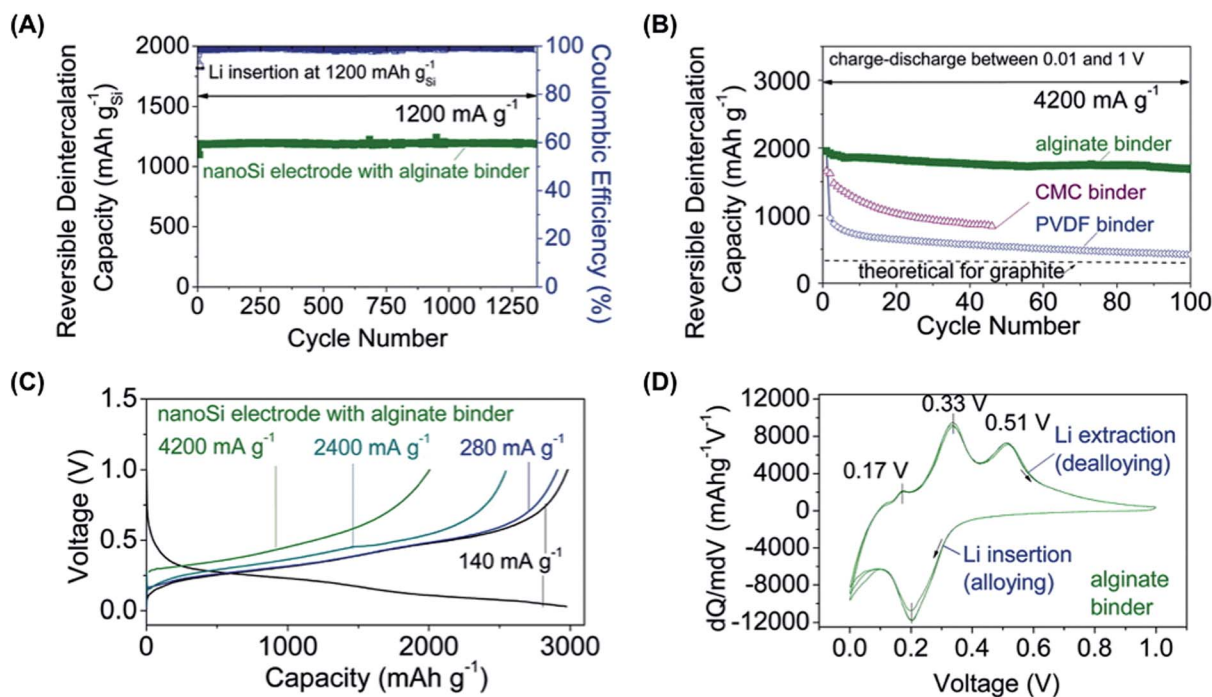 (A)
Reversible Deintercalation
Capacity (mAh g⁻¹Si)
2000
1750
1500
1250
1000
750
500
250
0
Li insertion at 1200 mAh g⁻¹Si
1200 mA g⁻¹
nanoSi electrode with alginate binder
100
80
60
40
20
0
Coulombic Efficiency (%)
0 250 500 750 1000 1250
Cycle Number
(B)
Reversible Deintercalation
Capacity (mAh g⁻¹)
3000
2000
1000
0
charge-discharge between 0.01 and 1 V
4200 mA g⁻¹
alginate binder
CMC binder
PVDF binder
theoretical for graphite
0 20 40 60 80 100
Cycle Number
(C)
Voltage (V)
1.5
1.0
0.5
0.0
nanoSi electrode with alginate binder
4200 mA g⁻¹ 2400 mA g⁻¹ 280 mA g⁻¹
140 mA g⁻¹
0 1000 2000 3000
Capacity (mAh g⁻¹)
(D)
dQ/mdV (mAhg⁻¹V⁻¹)
12000
8000
4000
0
-4000
-8000
-12000
0.33 V
0.51 V
0.17 V
Li extraction
(dealloying)
Li insertion
(alloying)
alginate
binder
0.0 0.2 0.4 0.6 0.8 1.0
Voltage (V)